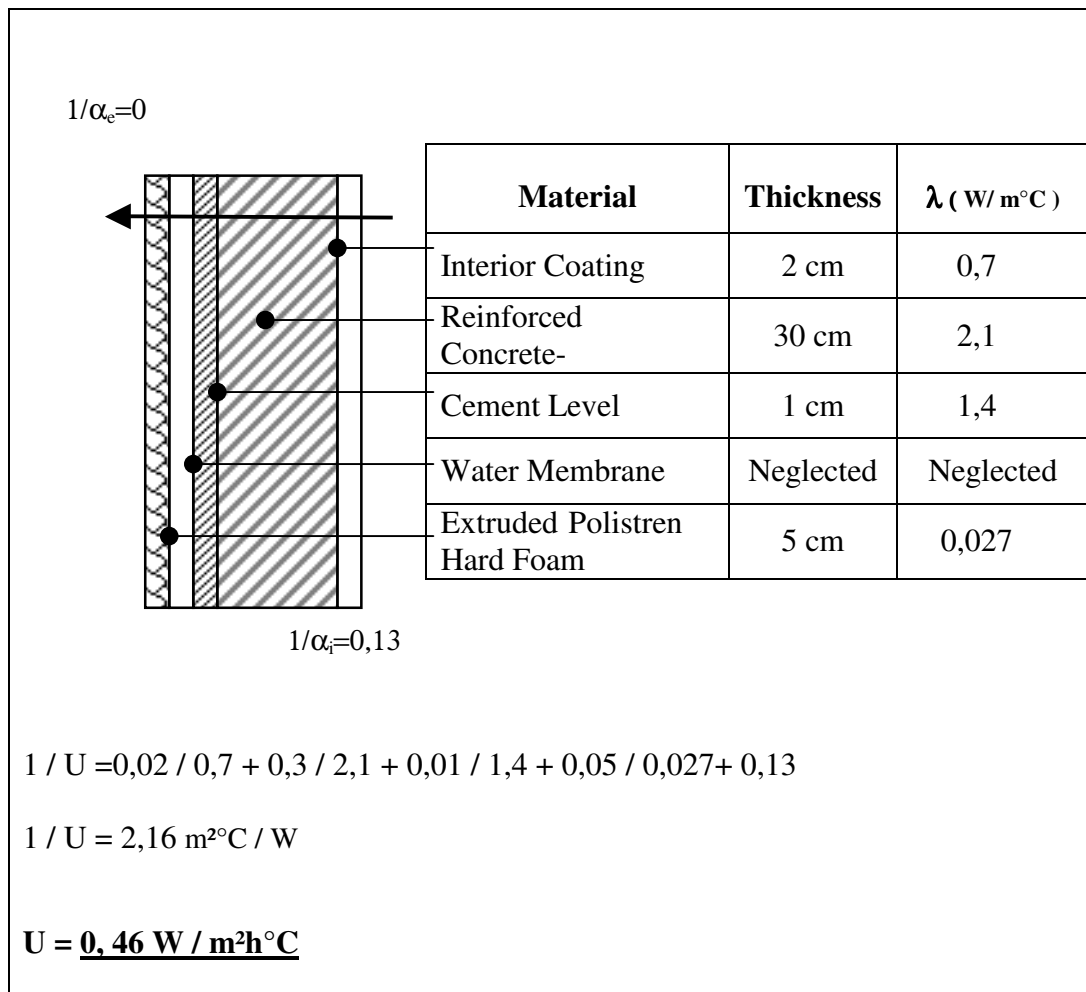 1/αₑ=0
Material Thickness λ ( W/ m°C )
Interior Coating 2 cm 0,7
Reinforced
Concrete- 30 cm 2,1
Cement Level 1 cm 1,4
Water Membrane Neglected Neglected
Extruded Polistren
Hard Foam 5 cm 0,027
1/αᵢ=0,13
1 / U =0,02 / 0,7 + 0,3 / 2,1 + 0,01 / 1,4 + 0,05 / 0,027+ 0,13
1 / U = 2,16 m²°C / W
U = 0, 46 W / m²h°C